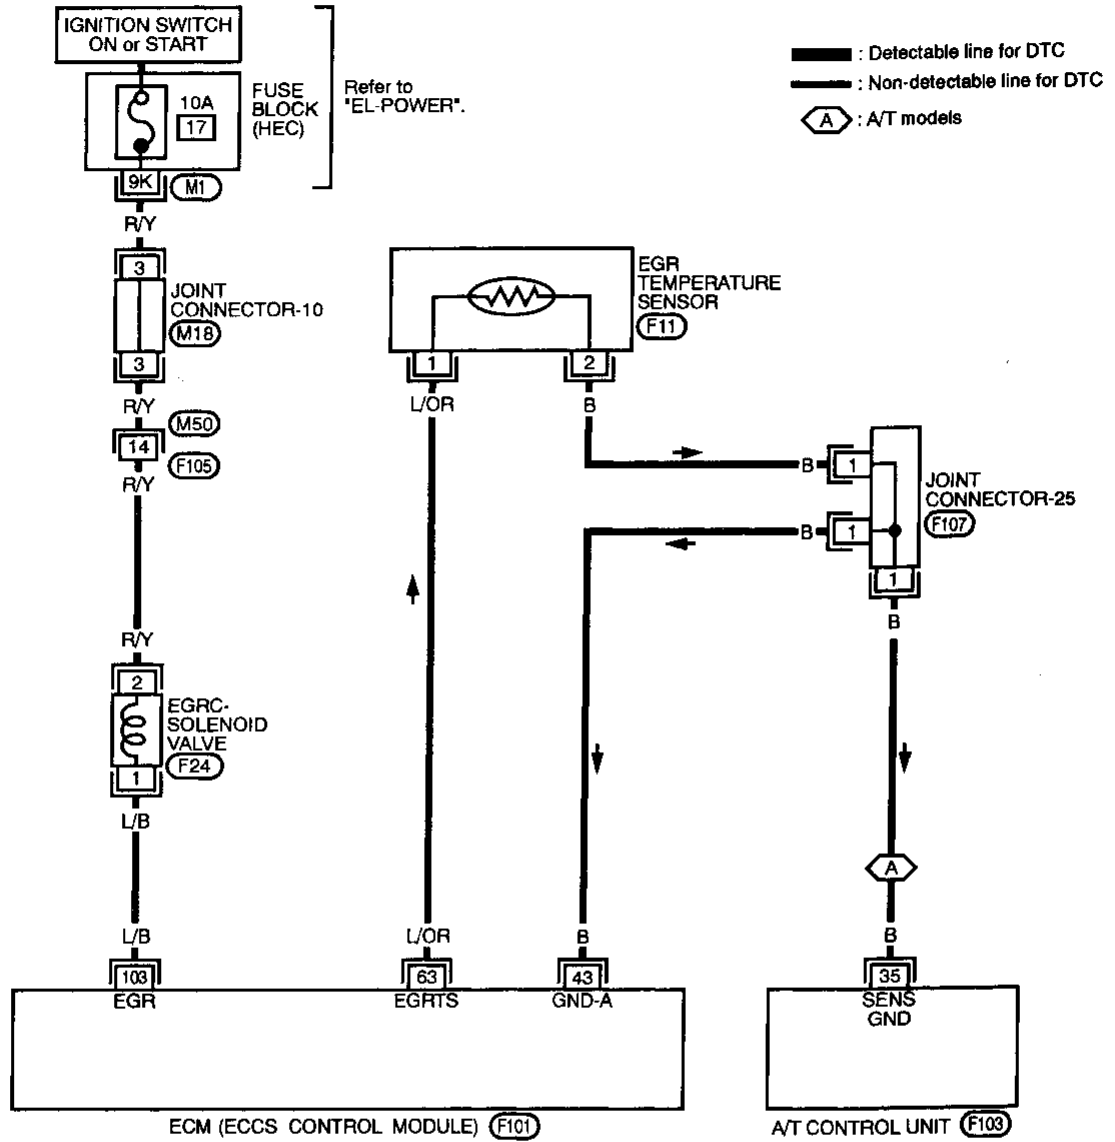 IGNITION SWITCH
ON or START
FUSE
BLOCK
(HEC)
10A
17
Refer to
"EL-POWER".
: Detectable line for DTC
: Non-detectable line for DTC
A
: A/T models
9K
M1
R/Y
3
JOINT
CONNECTOR-10
M18
3
R/Y
M50
14
F105
R/Y
R/Y
2
EGRC-
SOLENOID
VALVE
F24
1
L/B
L/B
103
EGR
EGR
TEMPERATURE
SENSOR
F11
1
2
L/OR
B
B
1
JOINT
CONNECTOR-25
F107
B
1
1
B
A
L/OR
B
B
63
43
35
EGRTS
GND-A
SENS
GND
ECM (ECCS CONTROL MODULE)
F101
A/T CONTROL UNIT
F103